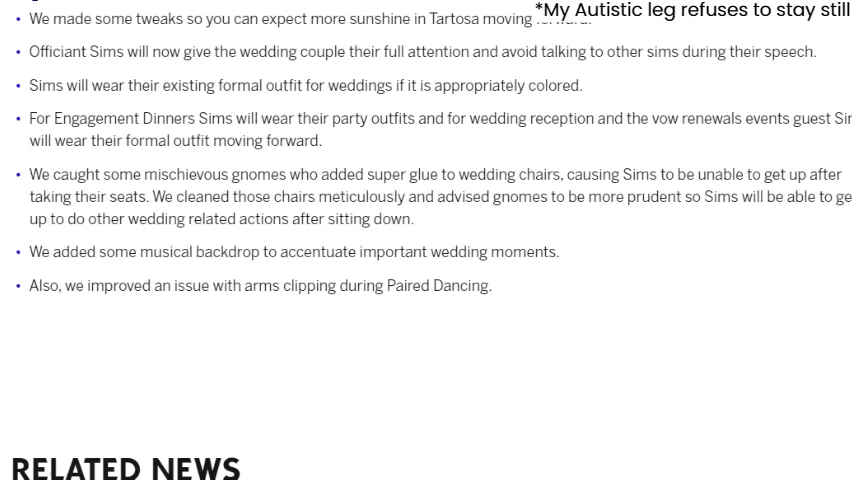 *My Autistic leg refuses to stay still
• We made some tweaks so you can expect more sunshine in Tartosa moving
• Officiant Sims will now give the wedding couple their full attention and avoid talking to other sims during their speech.
• Sims will wear their existing formal outfit for weddings if it is appropriately colored.
• For Engagement Dinners Sims will wear their party outfits and for wedding reception and the vow renewals events guest
will wear their formal outfit moving forward.
• We caught some mischievous gnomes who added super glue to wedding chairs, causing Sims to be unable to get up after
taking their seats. We cleaned those chairs meticulously and advised gnomes to be more prudent so Sims will be able to
up to do other wedding related actions after sitting down.
• We added some musical backdrop to accentuate important wedding moments.
• Also, we improved an issue with arms clipping during Paired Dancing.
RELATED NEWS